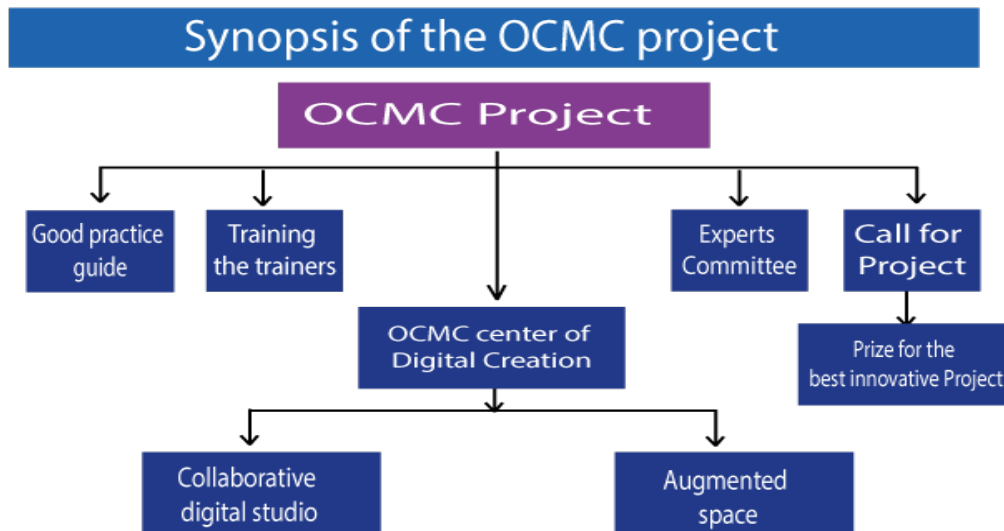 Synopsis of the OCMC project
OCMC Project
Good practice
guide
Training
the trainers
Experts
Committee
Call for
Project
OCMC center of
Digital Creation
Prize for the
best innovative Project
Collaborative
digital studio
Augmented
space